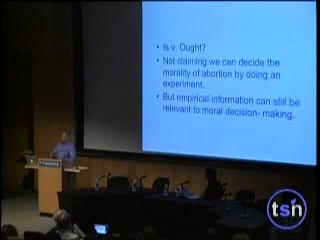 • Is v. Ought?
• Not claiming we can decide the
morality of abortion by doing an
experiment.
• But empirical information can still be
relevant to moral decision- making.
tsn